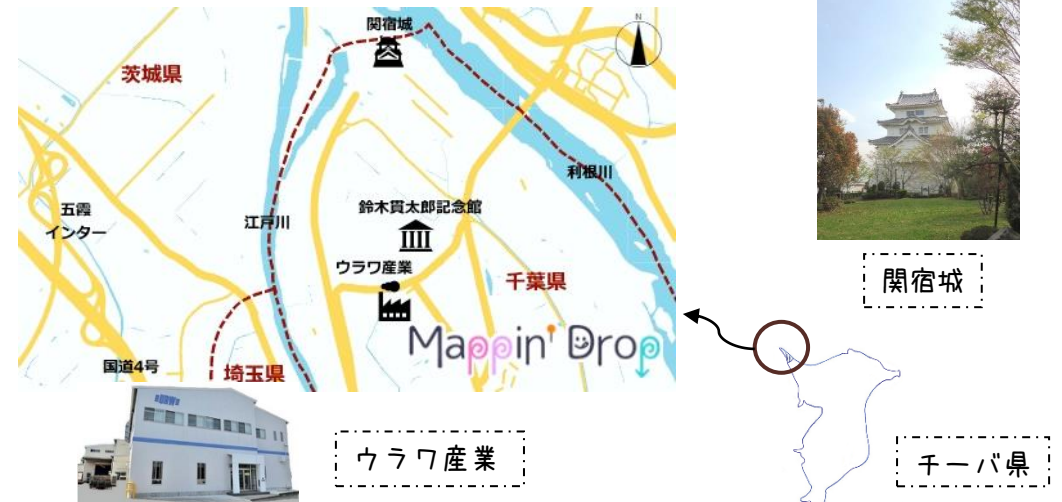 関宿城
N
茨城県
利根川
五霞
インター
江戸川
鈴木貫太郎記念館
ウラワ産業
千葉県
Mappin' Drop
国道4号
埼玉県
関宿城
ウラワ産業
チーバ県